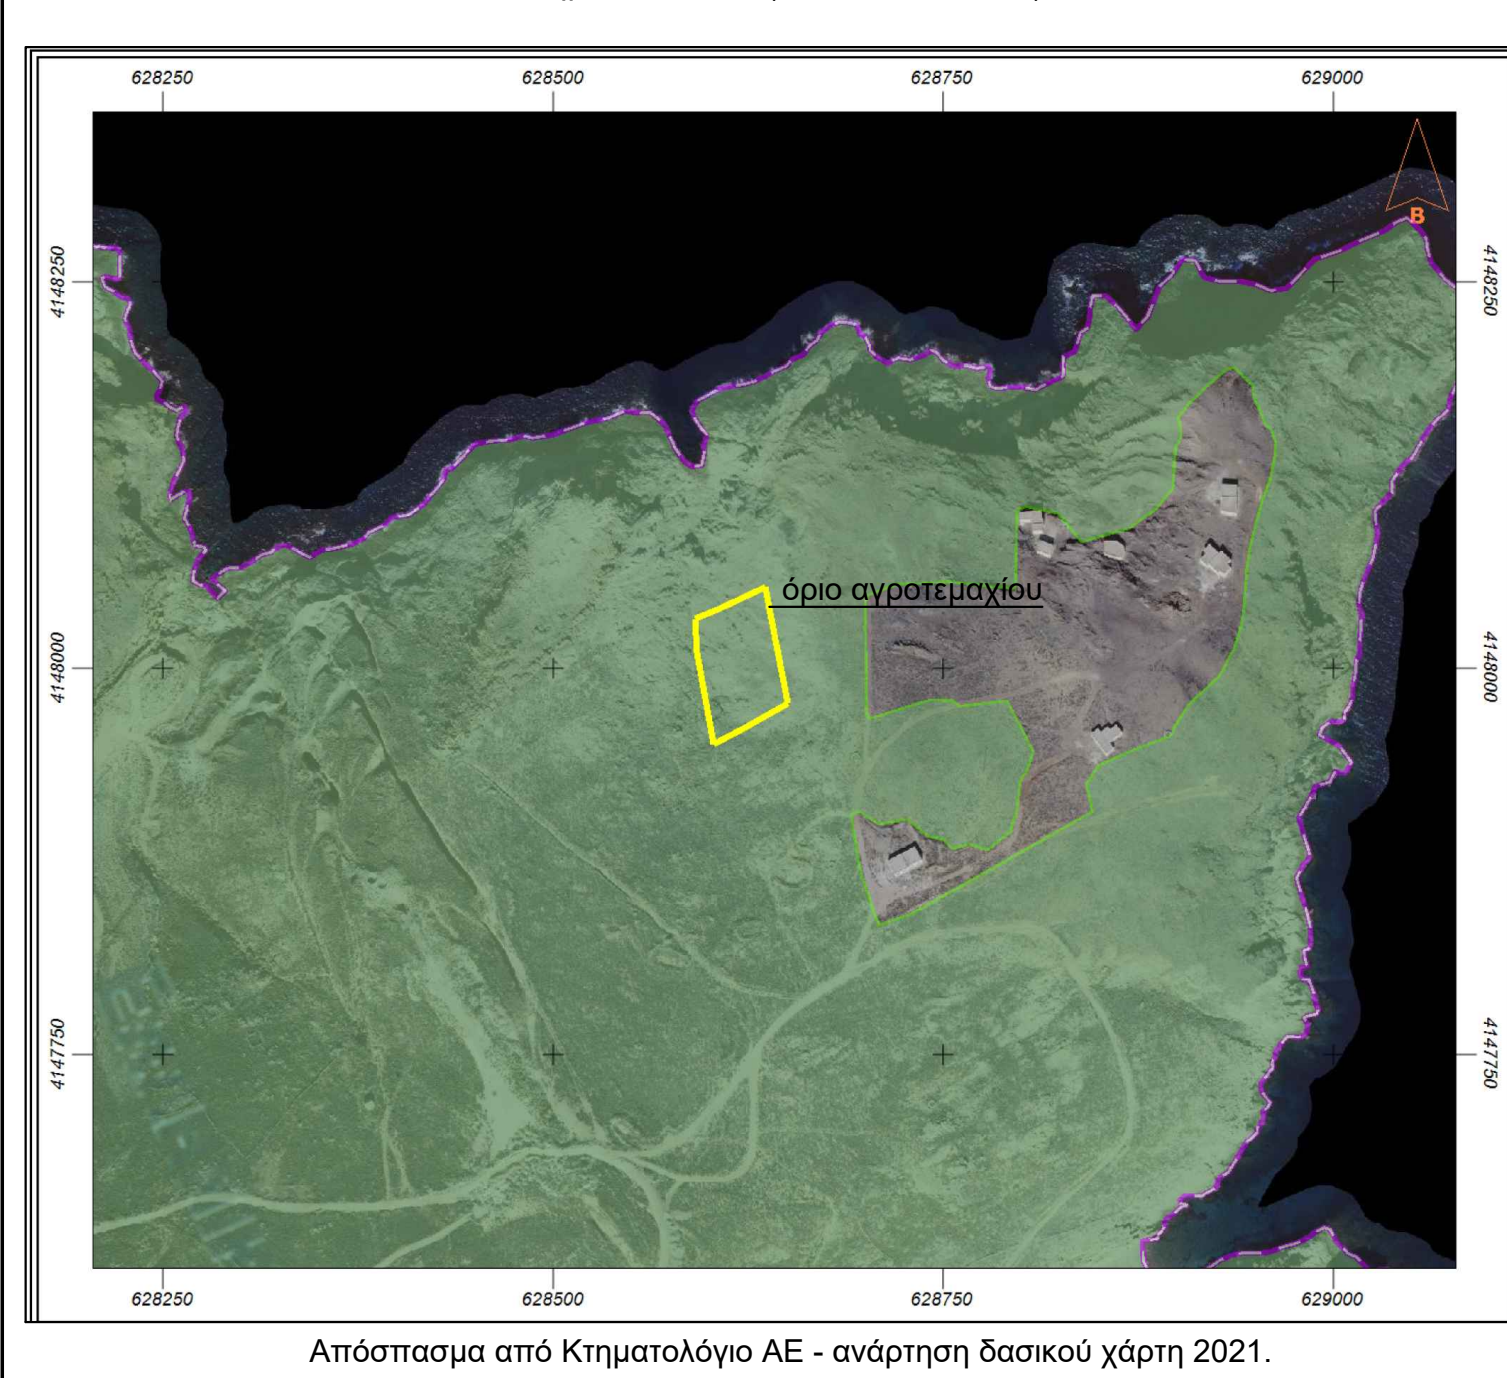 628250 628500 628750 629000
B
4148250 4148250
όριο αγροτεμαχίου
4148000 4148000
4147750 4147750
628250 628500 628750 629000
Απόσπασμα από Κτηματολόγιο ΑΕ - ανάρτηση δασικού χάρτη 2021.